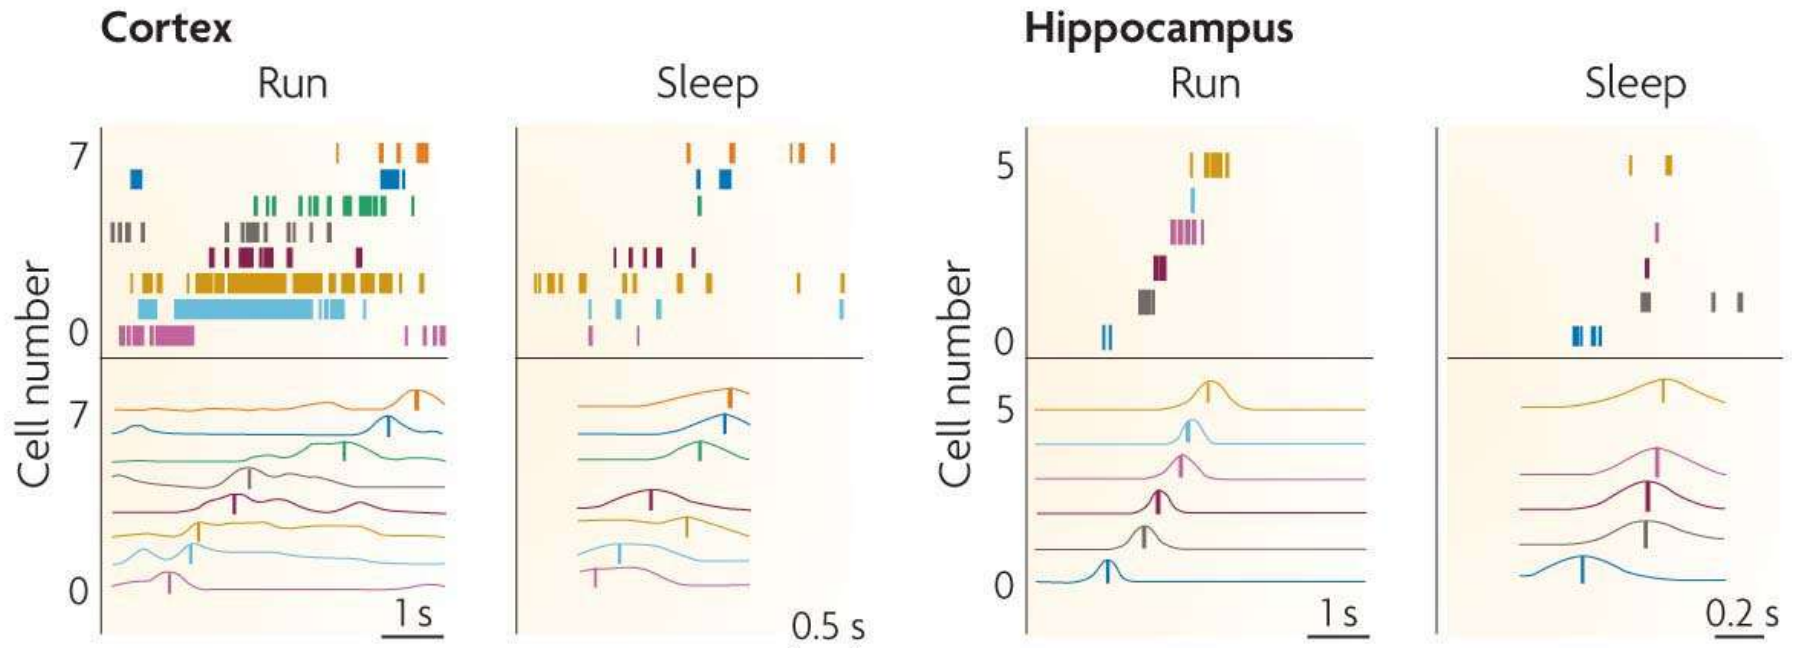 Cortex
Hippocampus
Run
Sleep
Run
Sleep
Cell number
7
0
7
0
1 s
0.5 s
Cell number
5
0
5
0
1 s
0.2 s